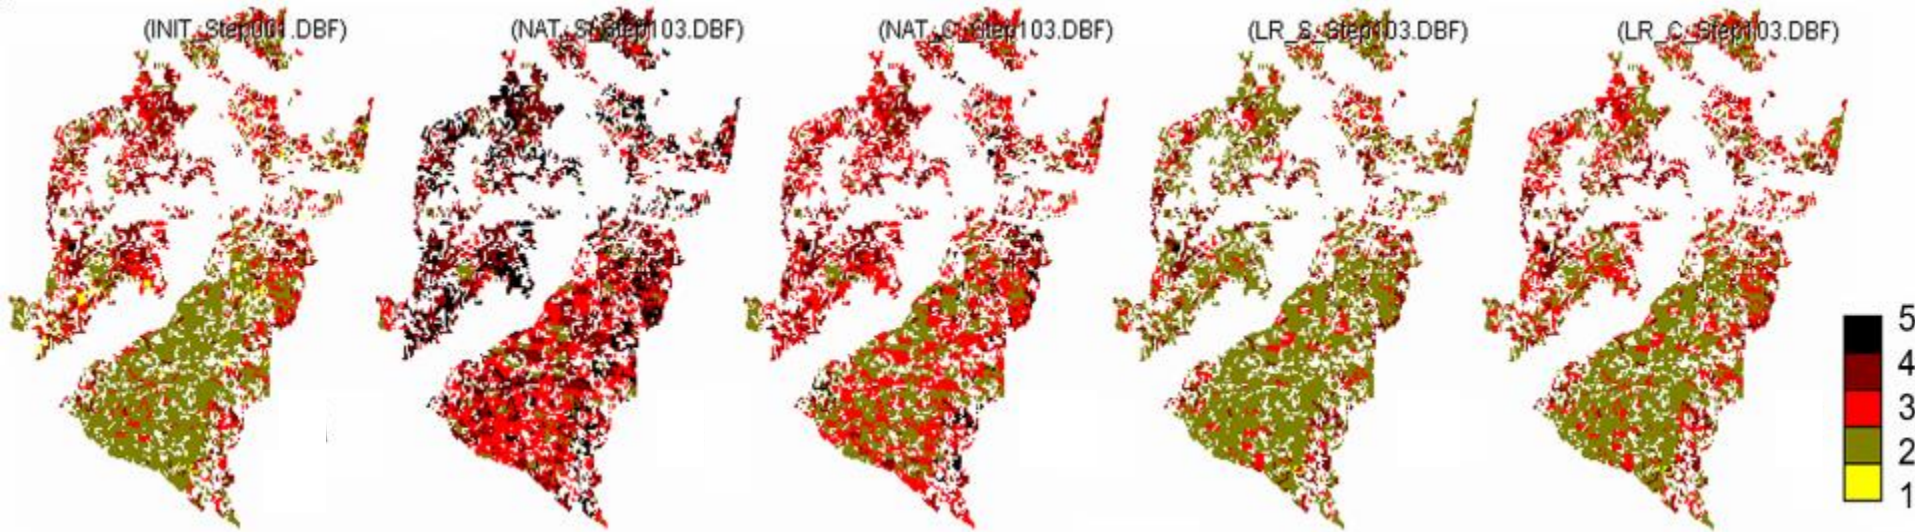 (INIT_Step001.DBF)
(NAT_S_Step103.DBF)
(NAT_C_Step103.DBF)
(LR_S_Step103.DBF)
(LR_C_Step103.DBF)
5
4
3
2
1